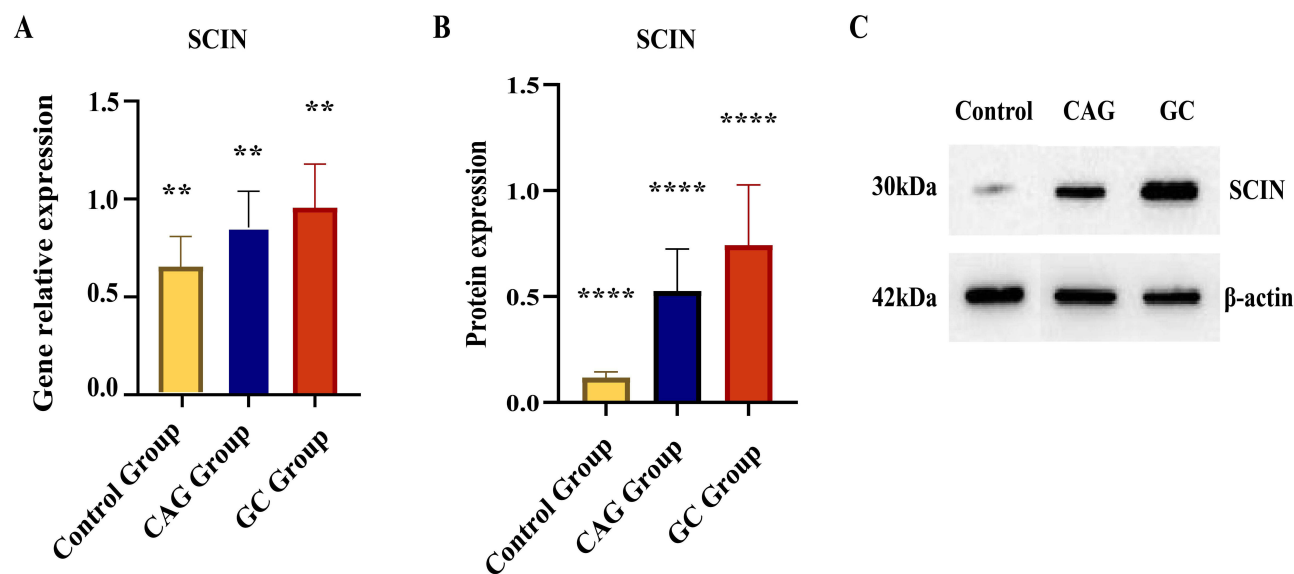 A
SCIN
Gene relative expression
1.5
1.0
0.5
0.0
**
**
**
Control Group
CAG Group
GC Group
B
SCIN
Protein expression
1.5
1.0
0.5
0.0
****
****
****
Control Group
CAG Group
GC Group
C
Control CAG GC
30kDa SCIN
42kDa β-actin